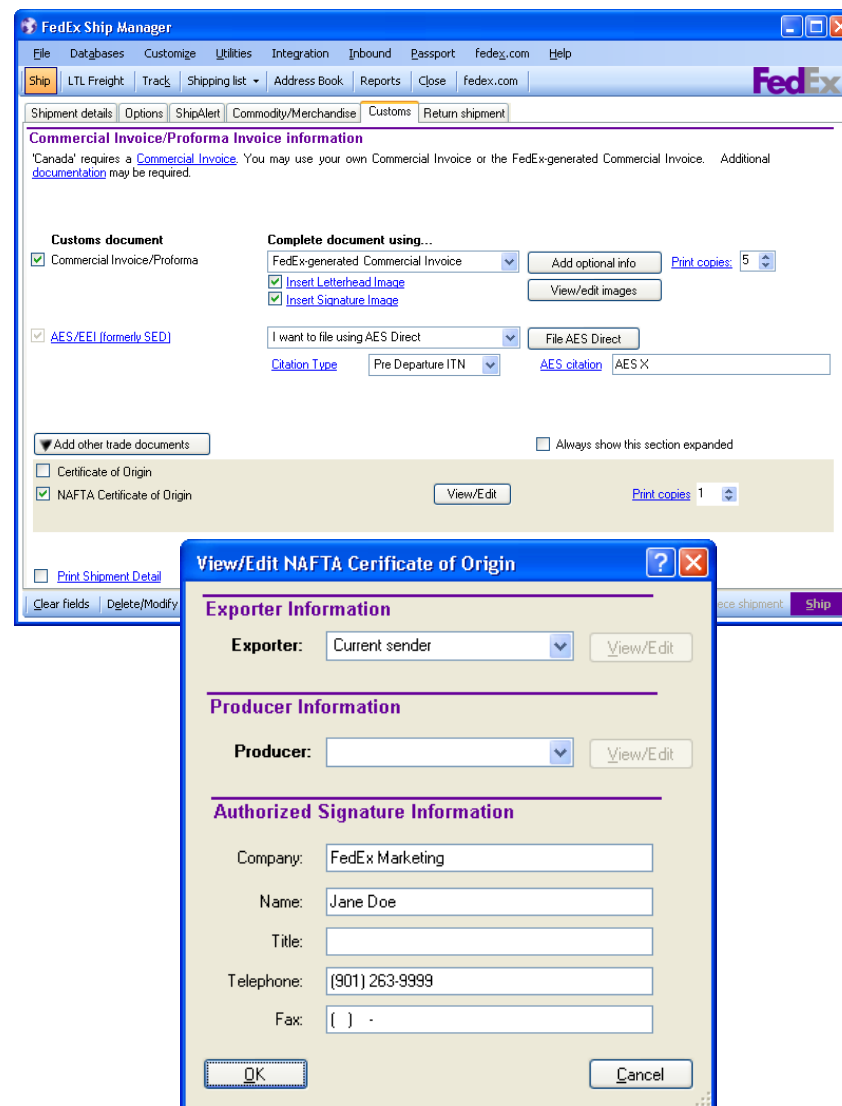 FedEx Ship Manager
File Databases Customize Utilities Integration Inbound Passport fedex.com Help
Ship LTL Freight Track Shipping list Address Book Reports Close fedex.com FedEx
Shipment details Options ShipAlert Commodity/Merchandise Customs Return shipment
Commercial Invoice/Proforma Invoice information
'Canada' requires a Commercial Invoice. You may use your own Commercial Invoice or the FedEx-generated Commercial Invoice. Additional
documentation may be required.
Customs document Complete document using...
Commercial Invoice/Proforma FedEx-generated Commercial Invoice Add optional info Print copies: 5
Insert Letterhead Image View/edit images
Insert Signature Image
AES/EEI (formerly SED) I want to file using AES Direct File AES Direct
Citation Type Pre Departure ITN AES citation AES X
Add other trade documents Always show this section expanded
Certificate of Origin
NAFTA Certificate of Origin View/Edit Print copies 1
Print Shipment Detail
Clear fields Delete/Modify shipment Ship
View/Edit NAFTA Cerificate of Origin
Exporter Information
Exporter: Current sender View/Edit
Producer Information
Producer: View/Edit
Authorized Signature Information
Company: FedEx Marketing
Name: Jane Doe
Title:
Telephone: (901) 263-9999
Fax: ( ) -
OK Cancel